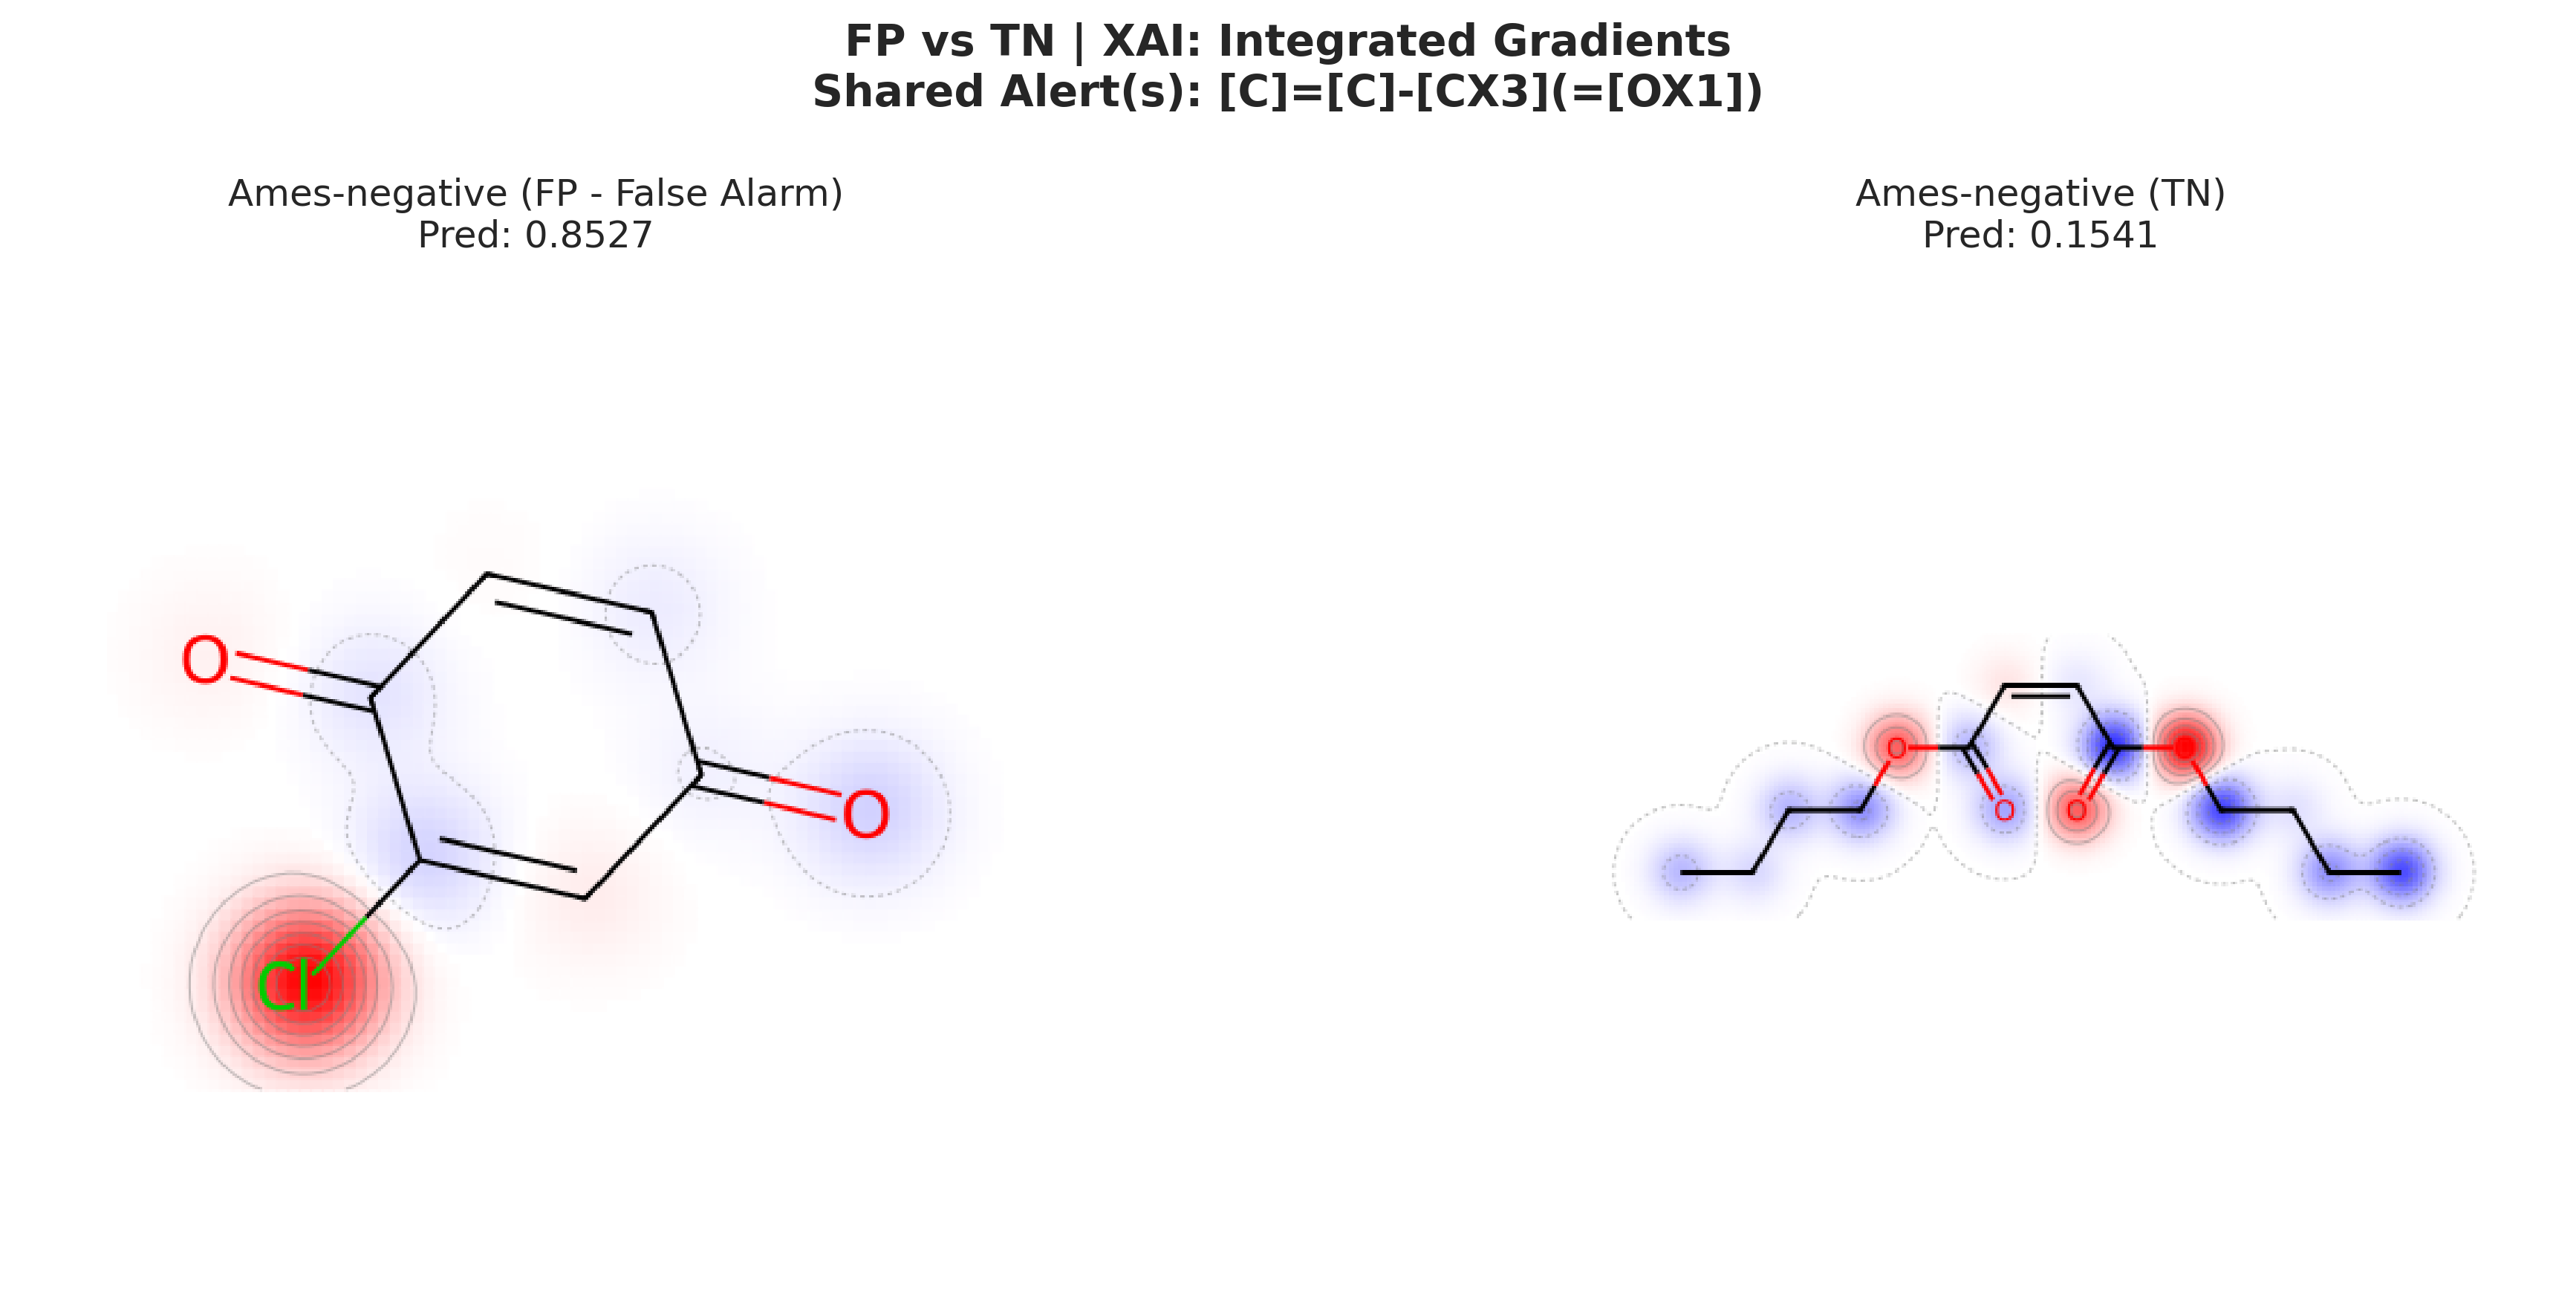 FP vs TN | XAI: Integrated Gradients
Shared Alert(s): [C]=[C]-[CX3](=[OX1])
Ames-negative (FP - False Alarm)
Pred: 0.8527
Ames-negative (TN)
Pred: 0.1541
O
O
Cl
O
O
O
O